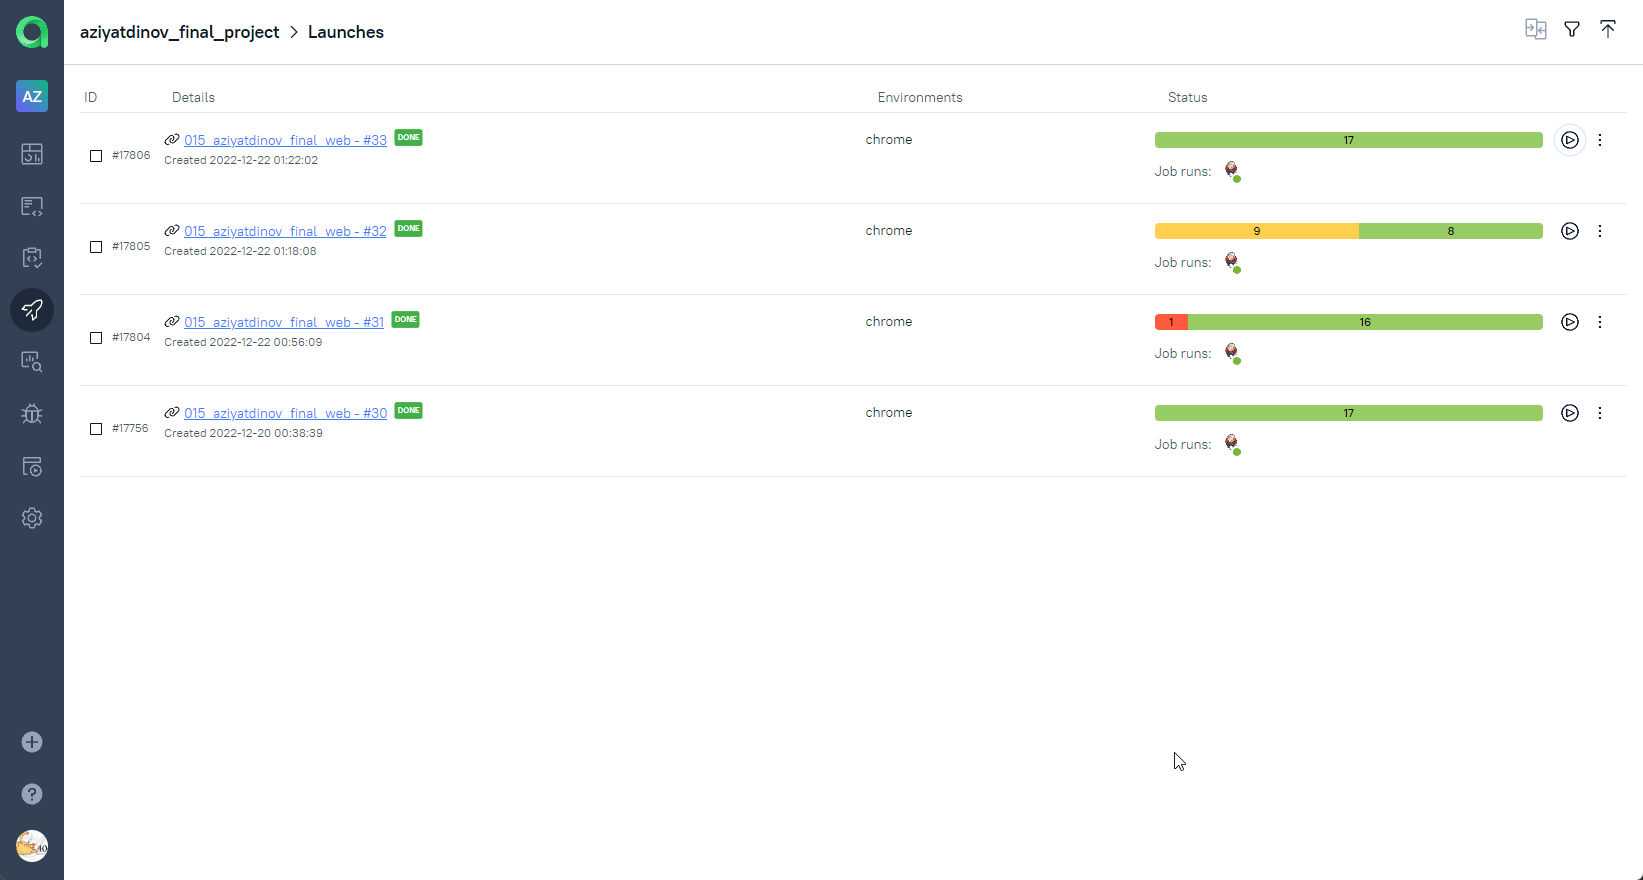 aziyatdinov_final_project > Launches
AZ
ID Details Environments Status
015_aziyatdinov_final_web - #33 DONE chrome 17
#17806
Created 2022-12-22 01:22:02
Job runs:
015_aziyatdinov_final_web - #32 DONE chrome 9 8
#17805
Created 2022-12-22 01:18:08
Job runs:
015_aziyatdinov_final_web - #31 DONE chrome 1 16
#17804
Created 2022-12-22 00:56:09
Job runs:
015_aziyatdinov_final_web - #30 DONE chrome 17
#17756
Created 2022-12-20 00:38:39
Job runs: